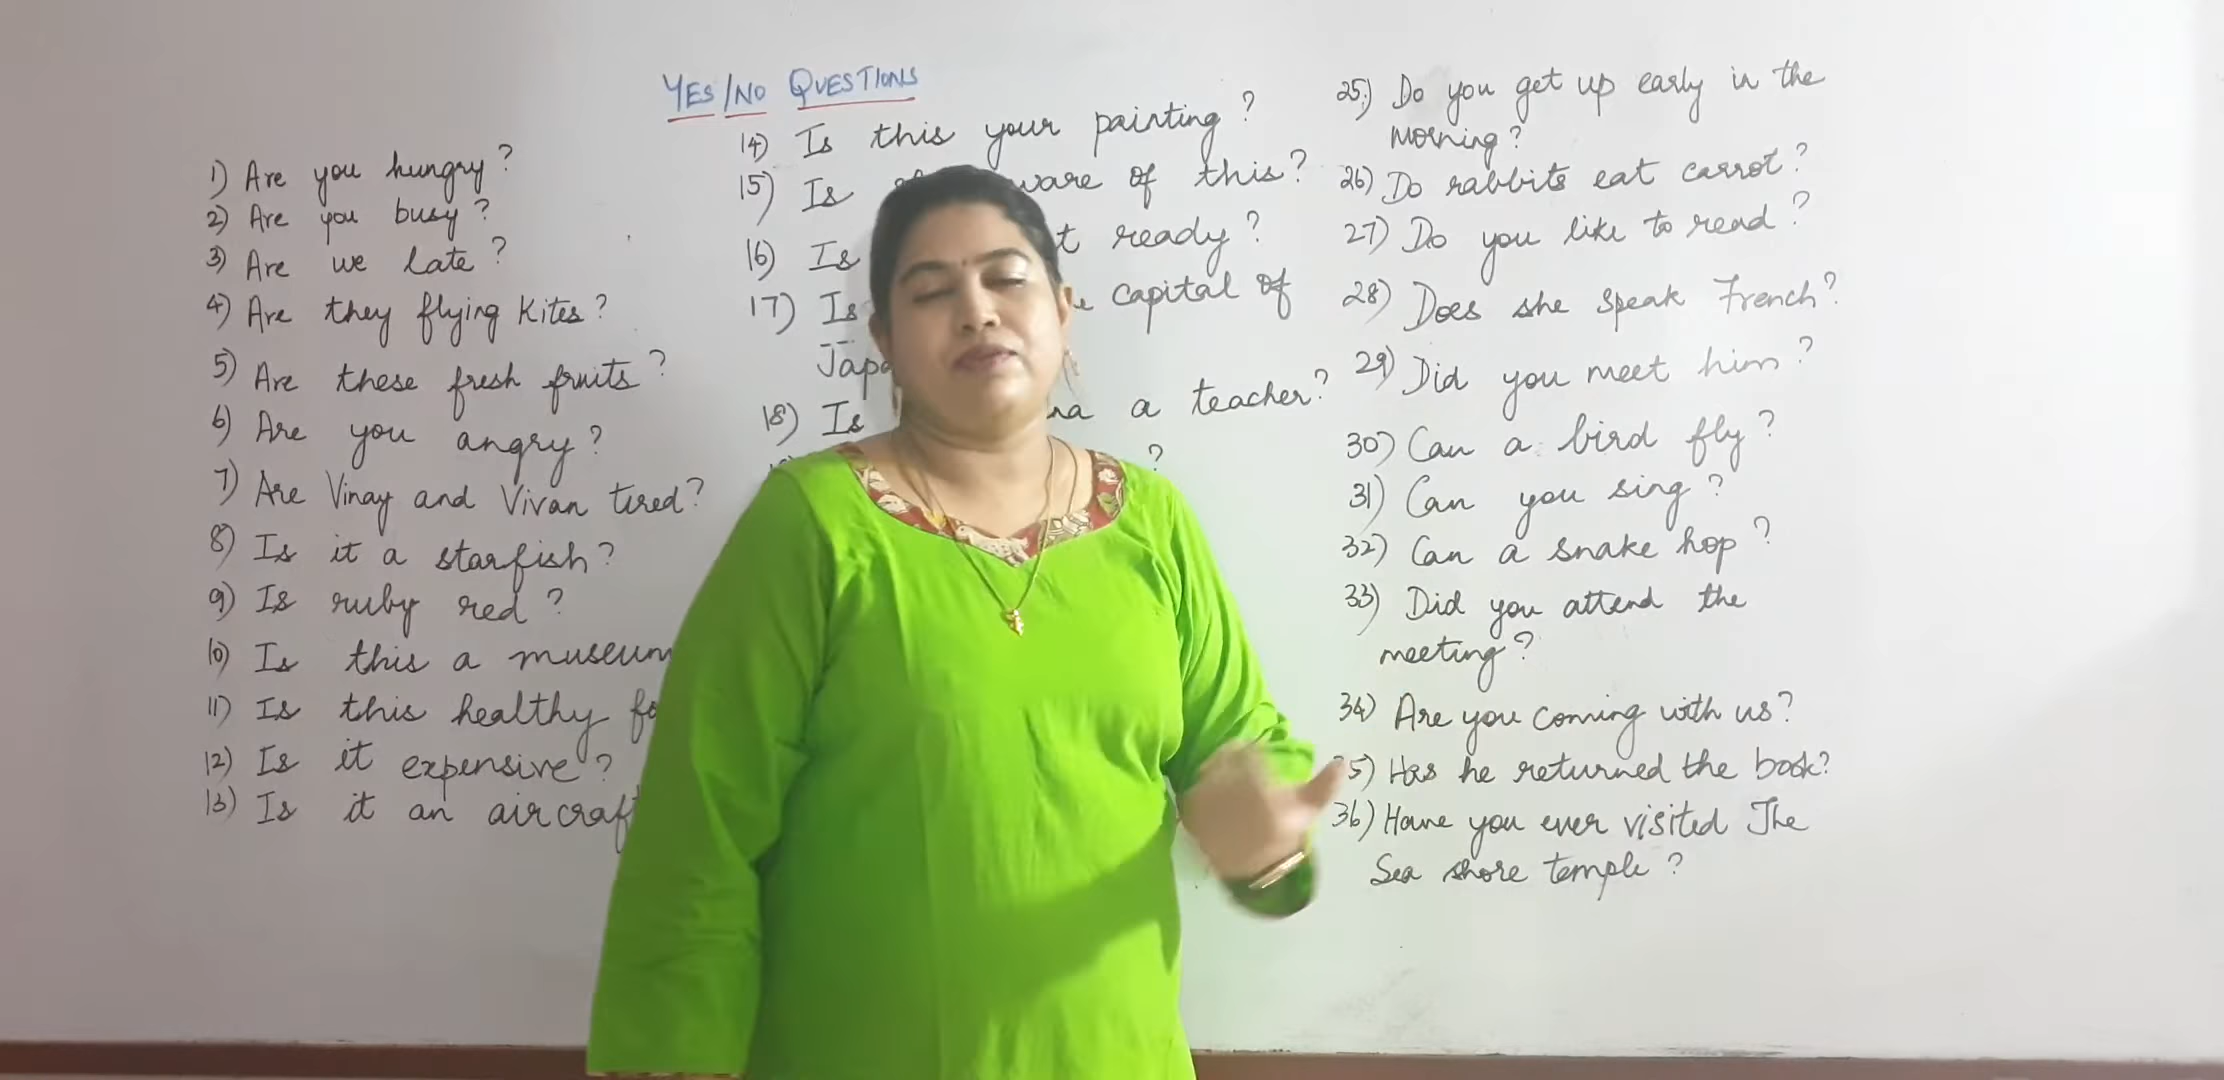 YES/NO QUESTIONS
1) Are you hungry?
2) Are you busy?
3) Are we late?
4) Are they flying kites?
5) Are these fresh fruits?
6) Are you angry?
7) Are Vinay and Vivan tired?
8) Is it a starfish?
9) Is ruby red?
10) Is this a museum
11) Is this healthy
12) Is it expensive?
13) Is it an aircraft
14) Is this your painting?
15) Is of this?
16) Is ready?
17) Is capital of
18) Is a teacher?
?
25) Do you get up early in the
morning?
26) Do rabbits eat carrot?
27) Do you like to read?
28) Does she speak French?
29) Did you meet him?
30) Can a bird fly?
31) Can you sing?
32) Can a snake hop?
33) Did you attend the
meeting?
34) Are you coming with us?
35) Has he returned the book?
36) Have you ever visited The
Sea shore temple?